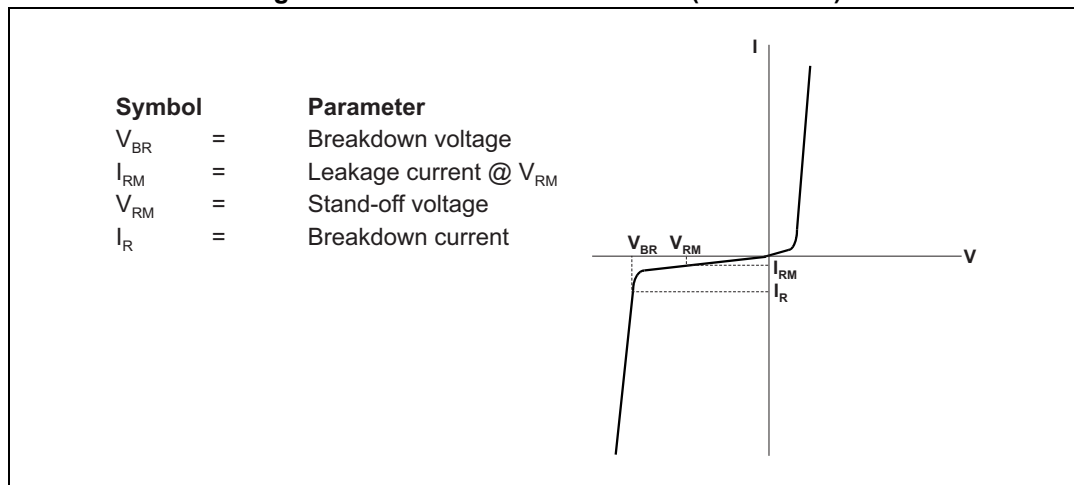 Symbol Parameter
V_BR = Breakdown voltage
I_RM = Leakage current @ V_RM
V_RM = Stand-off voltage
I_R = Breakdown current
I
V_BR V_RM
V
I_RM
I_R